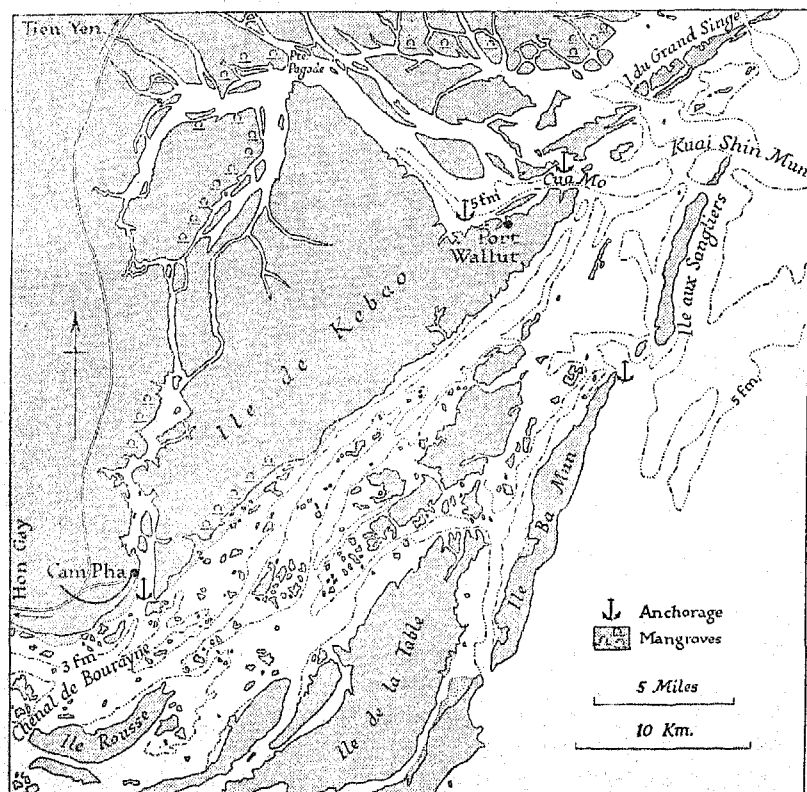 Tien Yen
Pte.
Pagode
I du Grand Singe
Kuai Shin Mun
Cua Mo
5 fm
Port
Wallut
Ile aux Sangliers
Ile de Kebao
5 fm.
Ile Ba Mun
Hon Gay
Cam Pha
3 fm
Chenal de Bourayne
Ile Rousse
Ile de la Table
Anchorage
Mangroves
5 Miles
10 Km.